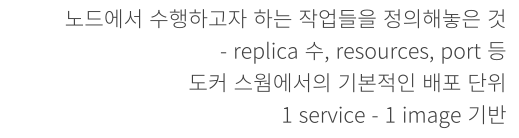 노드에서 수행하고자 하는 작업들을 정의해놓은 것
- replica 수, resources, port 등
도커 스웜에서의 기본적인 배포 단위
1 service - 1 image 기반